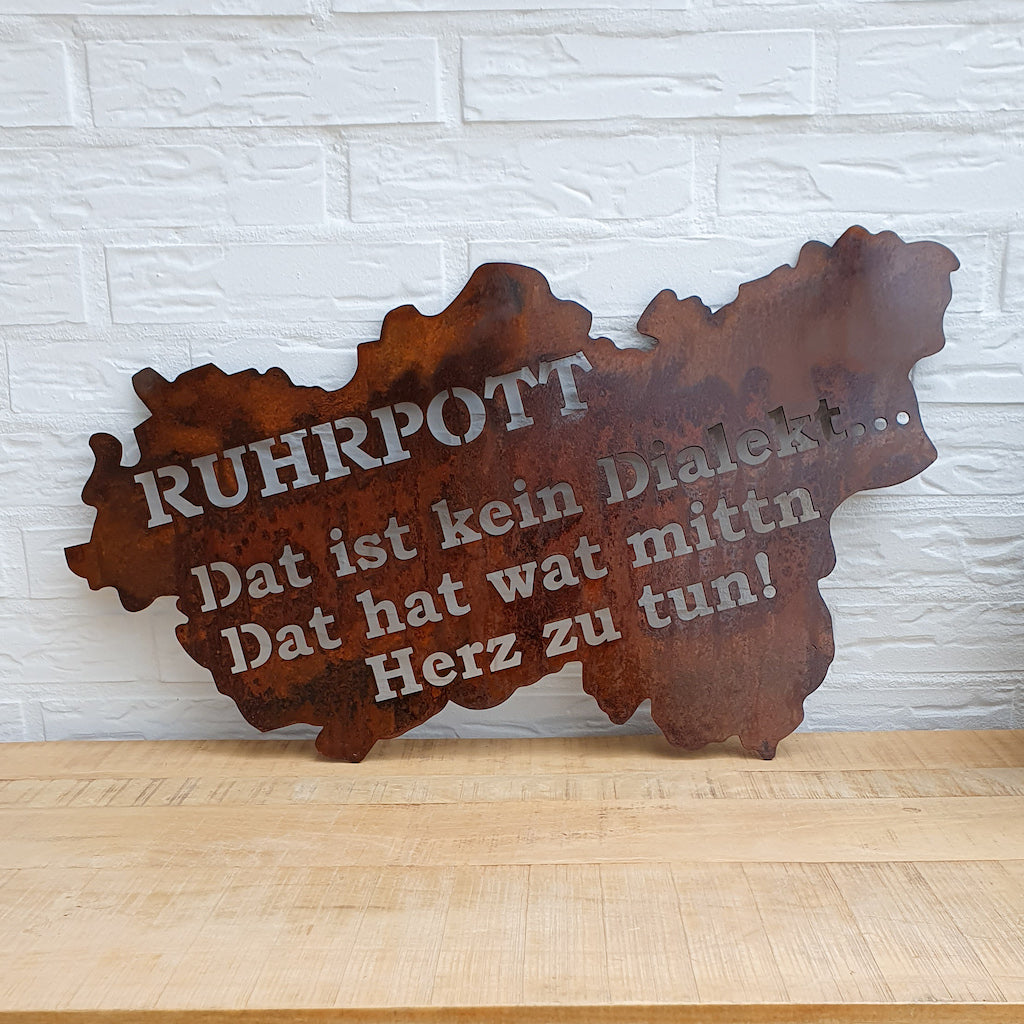 RUHRPOTT
Dat ist kein Dialekt...
Dat hat wat mittn
Herz zu tun!